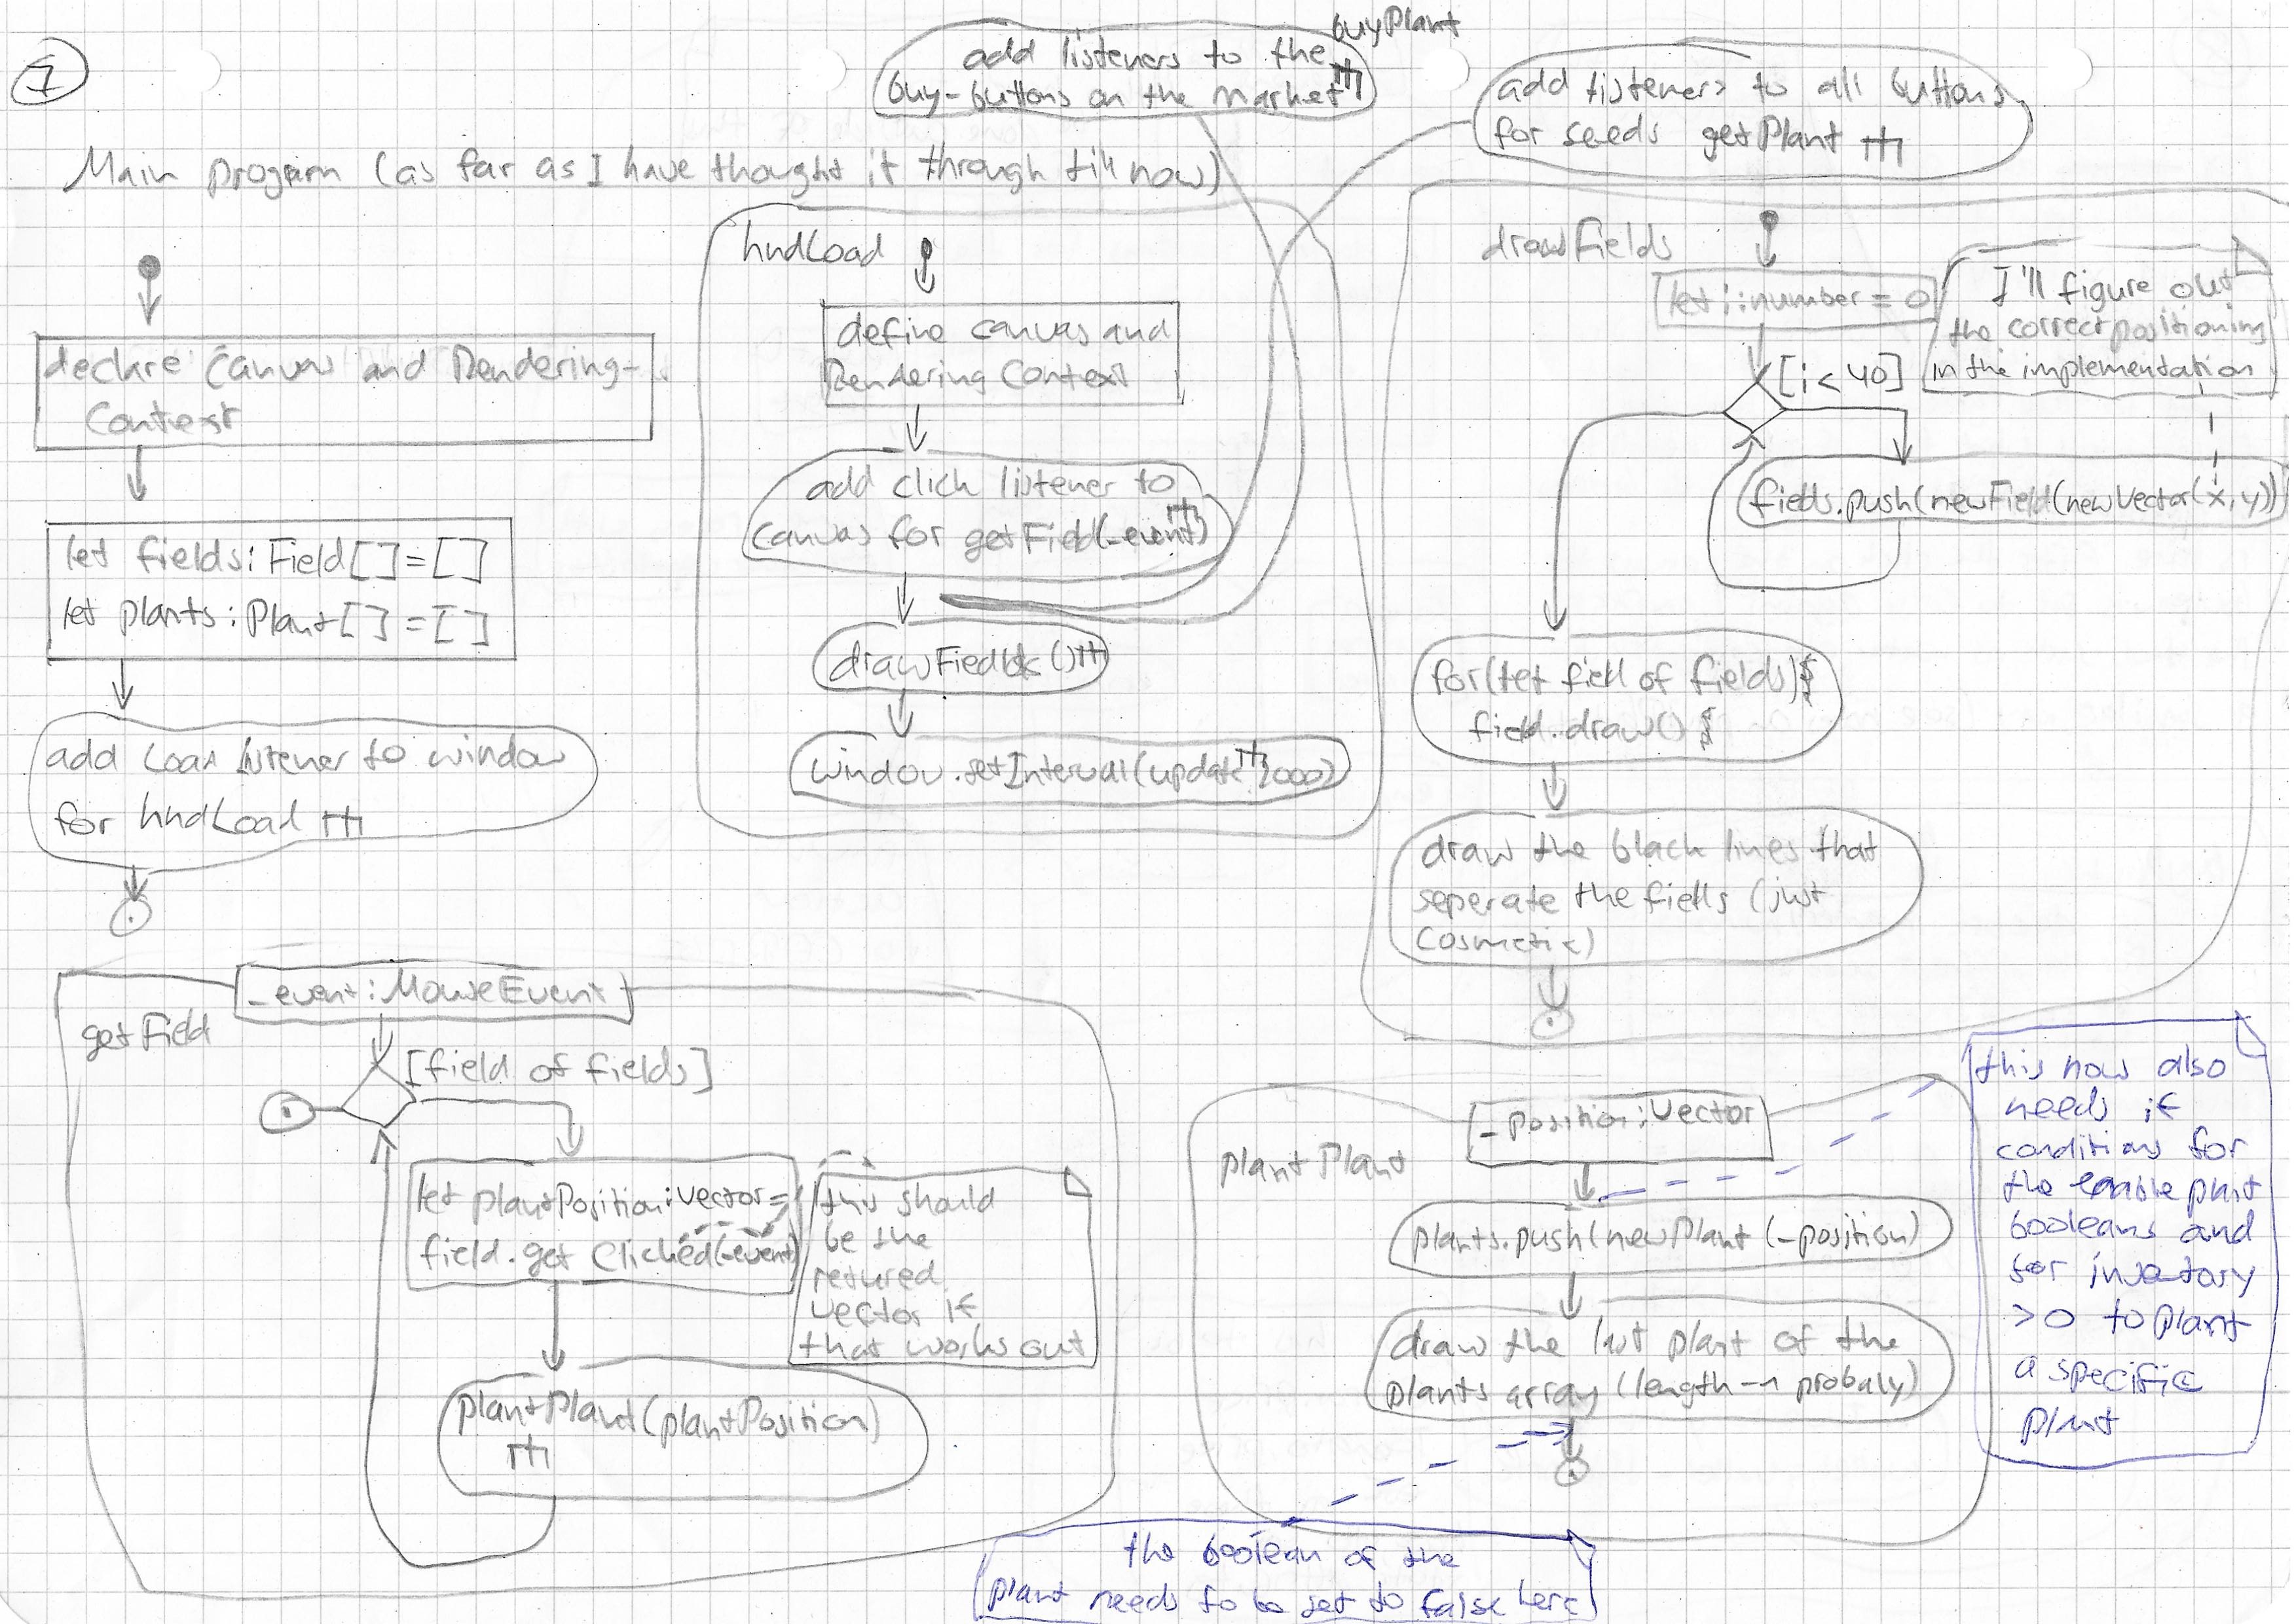 7
Main program (as far as I have thought it through till now)
declare Canvas and Rendering-
Context
let fields: Field[] = []
let plants: Plant[] = []
add Load listener to window
for hndLoad
add listeners to the buyPlant
buy-buttons on the market
add listeners to all buttons
for seeds getPlant
hndLoad
define canvas and
Rendering Context
add click listener to
canvas for getField(_event)
drawFields()
window.setInterval(update, 2000)
drawFields
let i:number = 0
[i < 40]
I'll figure out
the correct positioning
in the implementation
fields.push(new Field(new Vector(x,y))
for(let field of fields){
field.draw() }
draw the black lines that
seperate the fields (just
cosmetic)
getField
_event: MouseEvent
[field of fields]
let plantPosition: Vector =
field.get Clicked(_event)
this should
be the
retured
vector if
that works out
plantPlant(plantPosition)
plantPlant
_position: Vector
plants.push(new Plant(_position)
draw the last plant of the
plants array (length-1 probaly)
this now also
needs if
conditions for
the plant
booleans and
for inventory
>0 to plant
a specific
plant
the boolean of the
plant needs to be set to false here